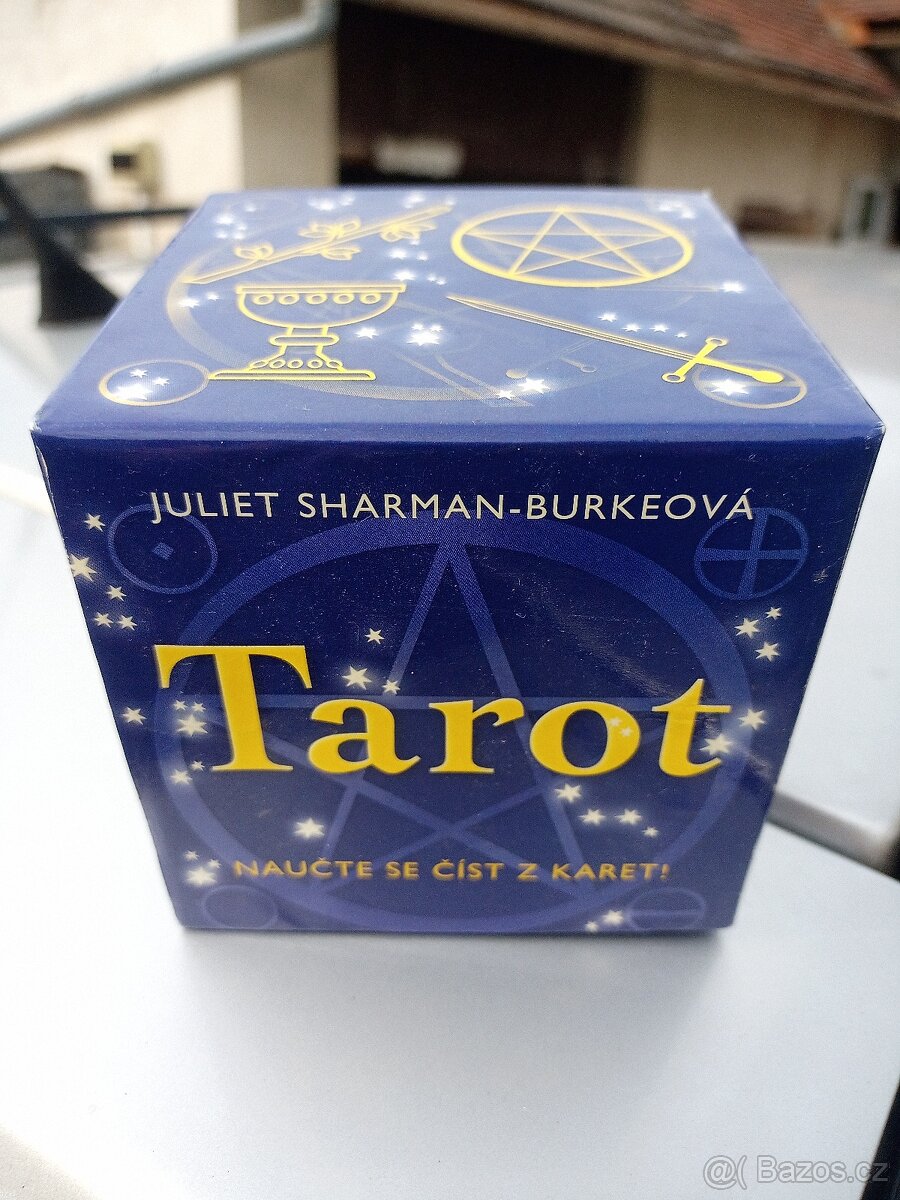 JULIET SHARMAN-BURKEOVÁ
Tarot
NAUČTE SE ČÍST Z KARET!
@( Bazos.cz